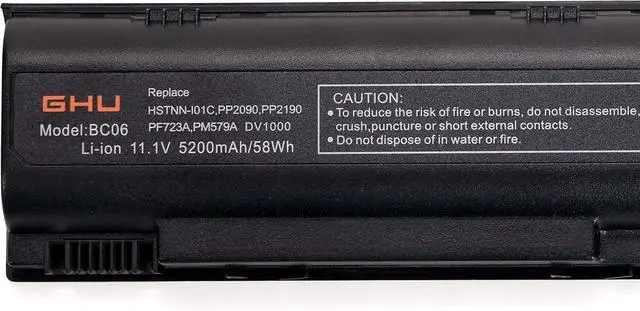 GHU
Model:BC06
Replace
HSTNN-I01C,PP2090,PP2190
PF723A,PM579A DV1000
Li-ion 11.1V 5200mAh/58Wh
CAUTION:
• To reduce the risk of fire or burns, do not disassemble,
crush,puncture or short external contacts.
• Do not dispose of in water or fire.